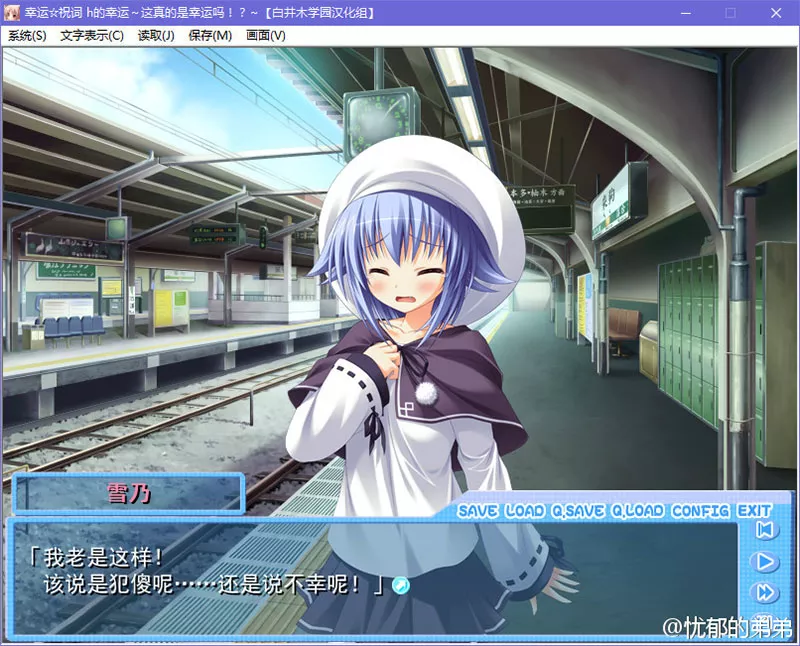 幸运☆祝词 h的幸运～这真的是幸运吗！？～【白井木学园汉化组】
系统(S) 文字表示(C) 读取(J) 保存(M) 画面(V)
雪乃
SAVE LOAD Q.SAVE Q.LOAD CONFIG EXIT
「我老是这样！
该说是犯傻呢……还是说不幸呢！」
@忧郁的弟弟